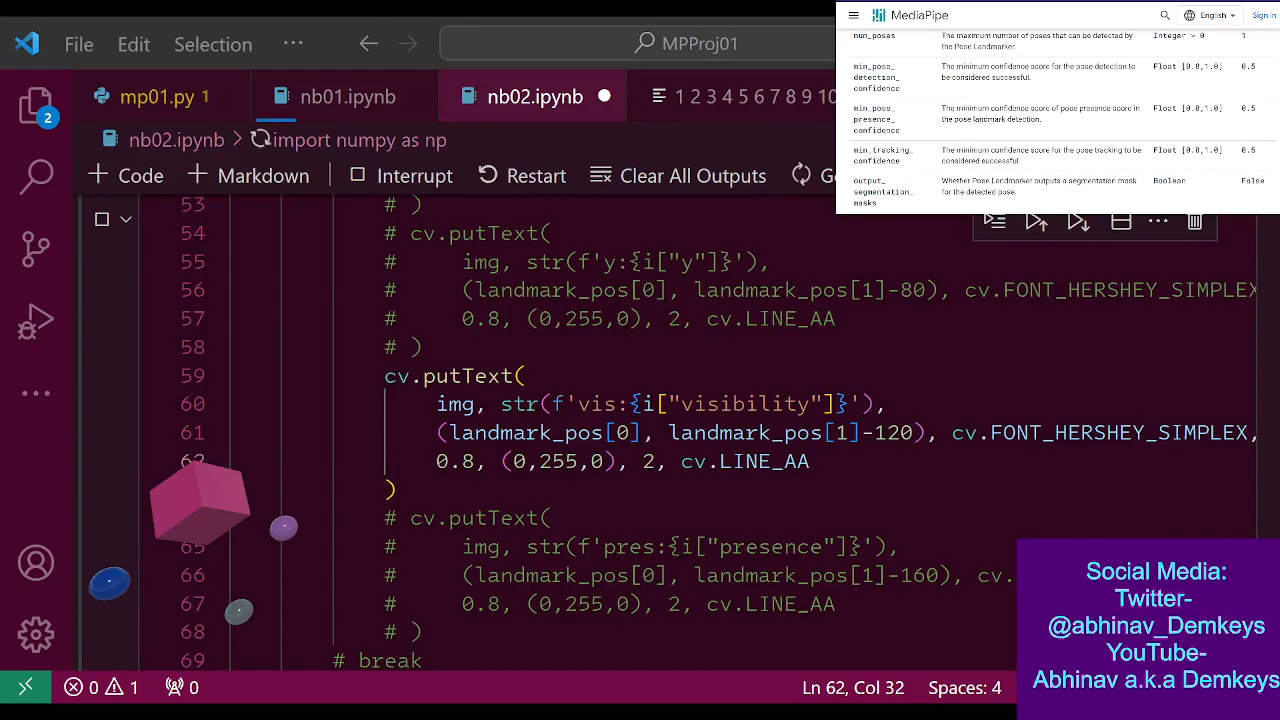 File Edit Selection ··· MPProj01
MediaPipe English Sign in
num_poses The maximum number of poses that can be detected by the Pose Landmarker. Integer > 0 1
min_pose_detection_confidence The minimum confidence score for the pose detection to be considered successful. Float [0.0,1.0] 0.5
min_pose_presence_confidence The minimum confidence score of pose presence score in the pose landmark detection. Float [0.0,1.0] 0.5
min_tracking_confidence The minimum confidence score for the pose tracking to be considered successful. Float [0.0,1.0] 0.5
output_segmentation_masks Whether Pose Landmarker outputs a segmentation mask for the detected pose. Boolean False
mp01.py 1 nb01.ipynb nb02.ipynb 1 2 3 4 5 6 7 8 9 10
2
nb02.ipynb > import numpy as np
+ Code + Markdown Interrupt Restart Clear All Outputs
53 # )
54 # cv.putText(
55 # img, str(f'y:{i["y"]}'),
56 # (landmark_pos[0], landmark_pos[1]-80), cv.FONT_HERSHEY_SIMPLEX
57 # 0.8, (0,255,0), 2, cv.LINE_AA
58 # )
59 cv.putText(
60 img, str(f'vis:{i["visibility"]}'),
61 (landmark_pos[0], landmark_pos[1]-120), cv.FONT_HERSHEY_SIMPLEX,
62 0.8, (0,255,0), 2, cv.LINE_AA
)
# cv.putText(
65 # img, str(f'pres:{i["presence"]}'),
66 # (landmark_pos[0], landmark_pos[1]-160), cv.
67 # 0.8, (0,255,0), 2, cv.LINE_AA
68 # )
69 # break
Social Media:
Twitter-
@abhinav_Demkeys
YouTube-
Abhinav a.k.a Demkeys
0 1 0 Ln 62, Col 32 Spaces: 4